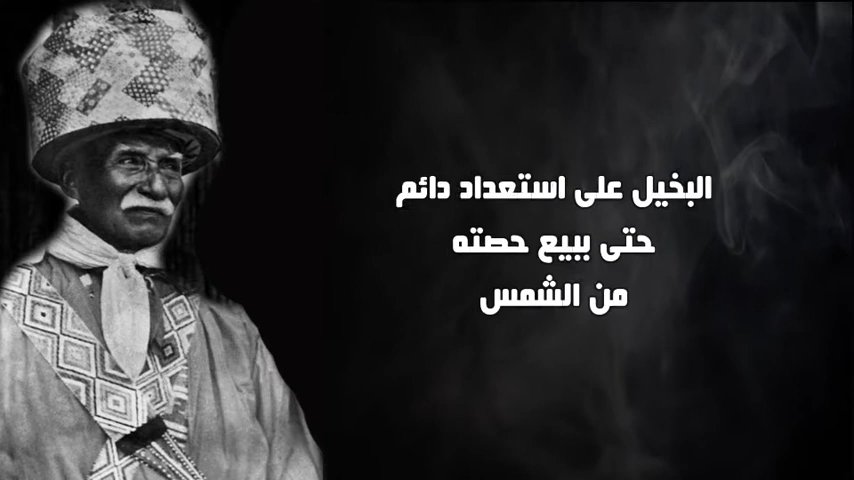 البخيل على استعداد دائم
حتى ببيع حصته
من الشمس